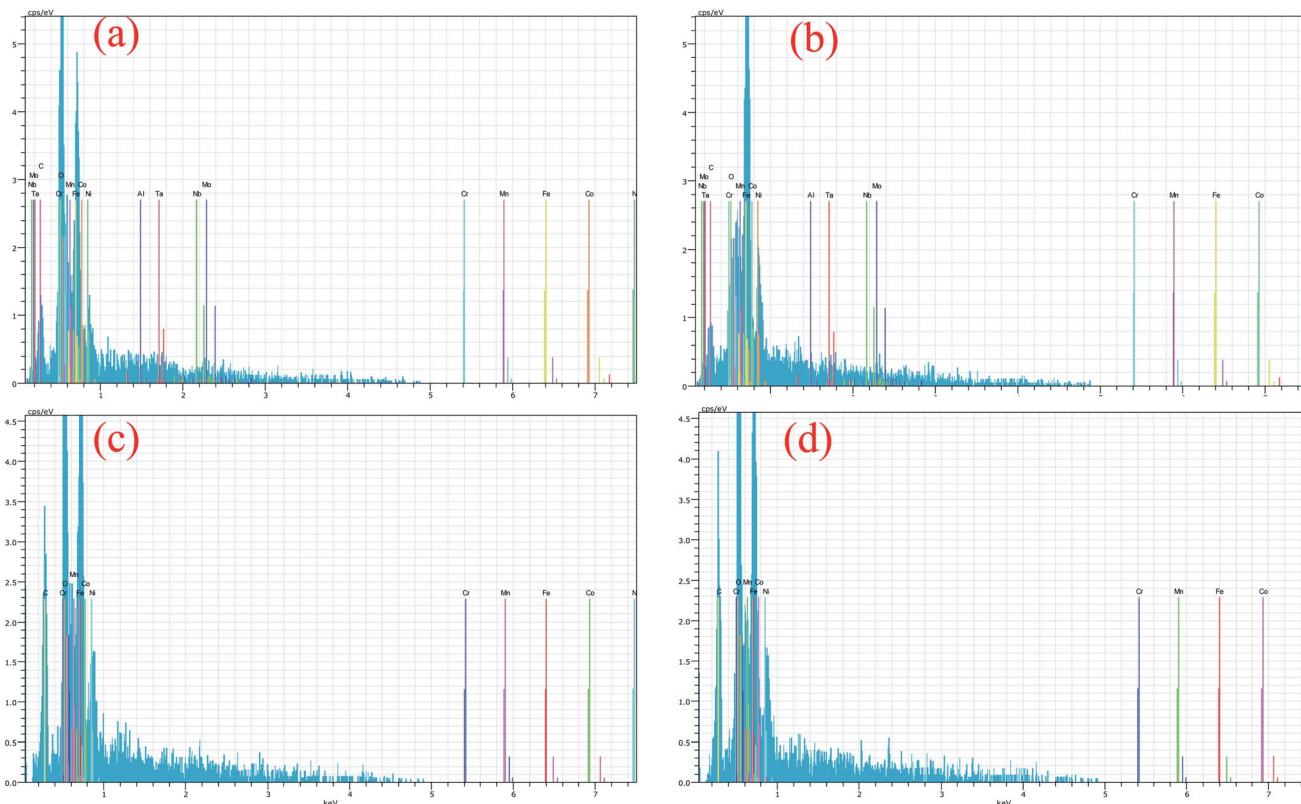 cps/eV
(a)
5
4
3
2
1
0
C
Mo
Nb
Ta
O
Cr
Mn
Co
Fe
Ni
Al
Ta
Nb
Mo
Cr
Mn
Fe
Co
N
1 2 3 4 5 6 7
cps/eV
(b)
5
4
3
2
1
0
C
Mo
Nb
Ta
O
Cr
Mn
Co
Fe
Ni
Al
Ta
Nb
Mo
Cr
Mn
Fe
Co
cps/eV
(c)
4.5
4.0
3.5
3.0
2.5
2.0
1.5
1.0
0.5
0.0
C
O
Cr
Mn
Co
Fe
Ni
Cr
Mn
Fe
Co
N
1 2 3 4 5 6 7
keV
cps/eV
(d)
4.5
4.0
3.5
3.0
2.5
2.0
1.5
1.0
0.5
0.0
C
O
Cr
Mn
Co
Fe
Ni
Cr
Mn
Fe
Co
1 2 3 4 5 6 7
keV